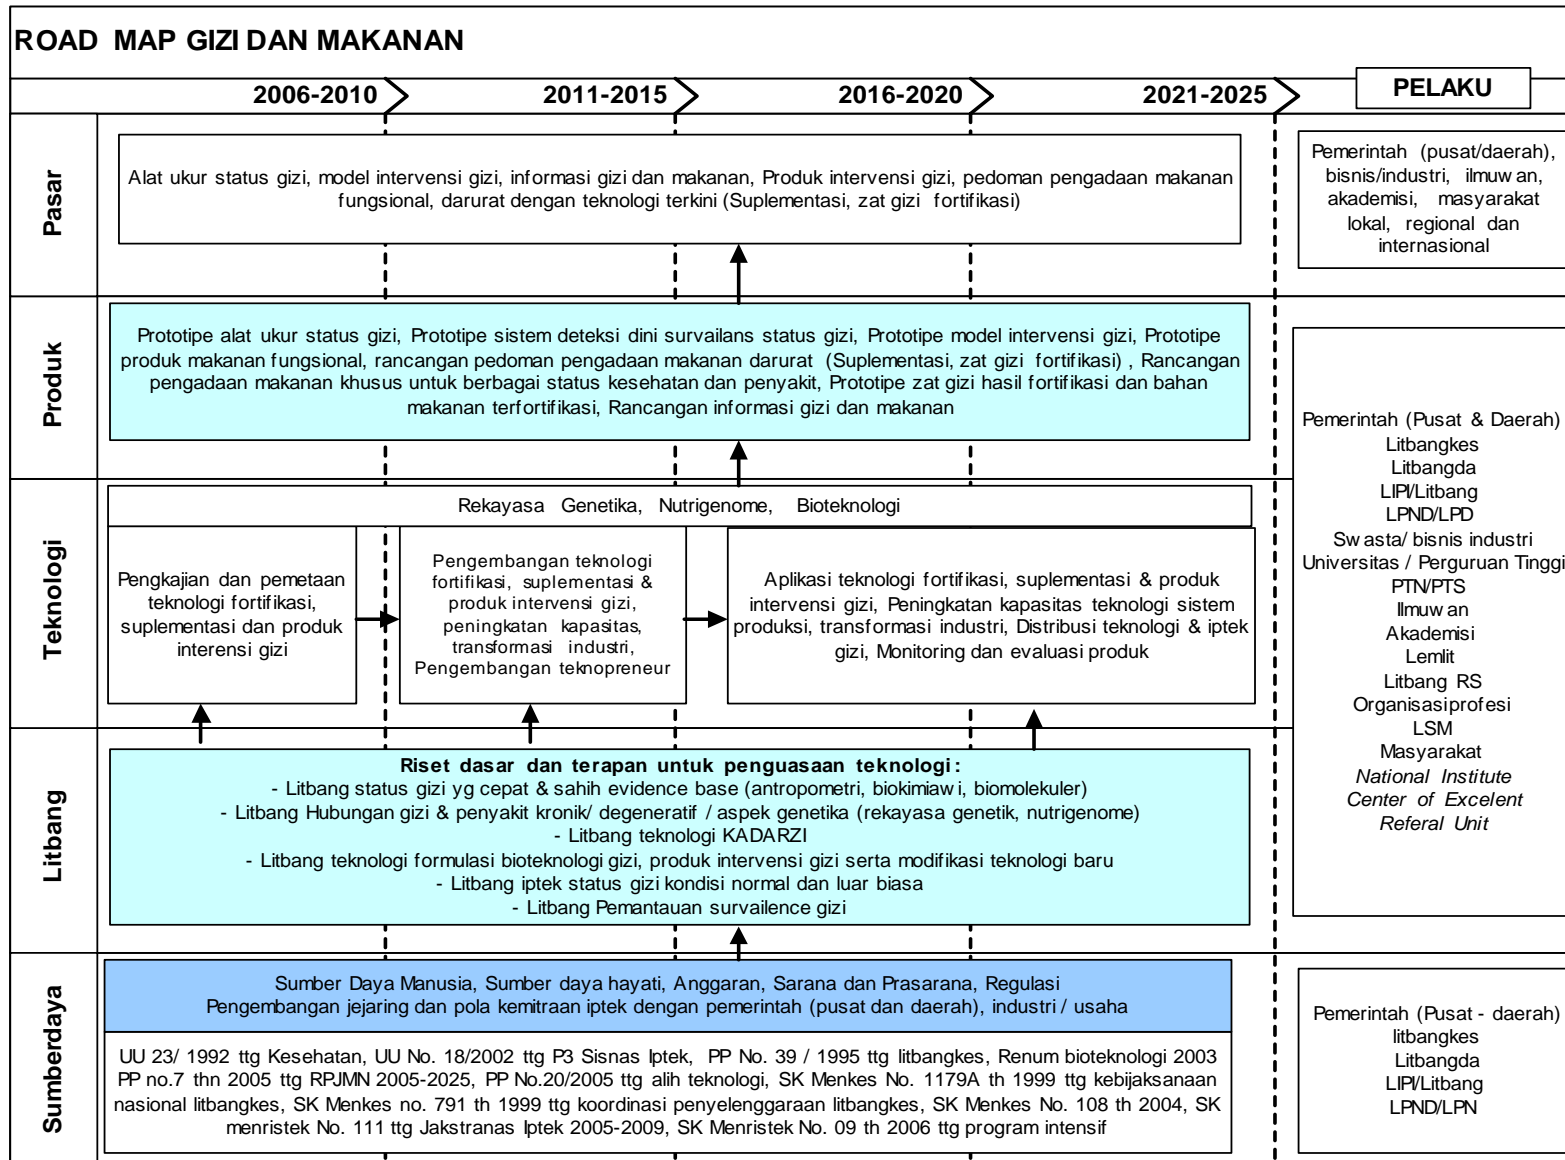 ROAD MAP GIZI DAN MAKANAN
2006-2010
2011-2015
2016-2020
2021-2025
PELAKU
Pasar
Alat ukur status gizi, model intervensi gizi, informasi gizi dan makanan, Produk intervensi gizi, pedoman pengadaan makanan
fungsional, darurat dengan teknologi terkini (Suplementasi, zat gizi fortifikasi)
Pemerintah (pusat/daerah),
bisnis/industri, ilmuwan,
akademisi, masyarakat
lokal, regional dan
internasional
Produk
Prototipe alat ukur status gizi, Prototipe sistem deteksi dini survailans status gizi, Prototipe model intervensi gizi, Prototipe
produk makanan fungsional, rancangan pedoman pengadaan makanan darurat (Suplementasi, zat gizi fortifikasi) , Rancangan
pengadaan makanan khusus untuk berbagai status kesehatan dan penyakit, Prototipe zat gizi hasil fortifikasi dan bahan
makanan terfortifikasi, Rancangan informasi gizi dan makanan
Teknologi
Rekayasa Genetika, Nutrigenome, Bioteknologi
Pengkajian dan pemetaan
teknologi fortifikasi,
suplementasi dan produk
interensi gizi
Pengembangan teknologi
fortifikasi, suplementasi &
produk intervensi gizi,
peningkatan kapasitas,
transformasi industri,
Pengembangan teknopreneur
Aplikasi teknologi fortifikasi, suplementasi & produk
intervensi gizi, Peningkatan kapasitas teknologi sistem
produksi, transformasi industri, Distribusi teknologi & iptek
gizi, Monitoring dan evaluasi produk
Pemerintah (Pusat & Daerah)
Litbangkes
Litbangda
LIPI/Litbang
LPND/LPD
Swasta/ bisnis industri
Universitas / Perguruan Tinggi
PTN/PTS
Ilmuwan
Akademisi
Lemlit
Litbang RS
Organisasi profesi
LSM
Masyarakat
National Institute
Center of Excelent
Referal Unit
Litbang
Riset dasar dan terapan untuk penguasaan teknologi :
- Litbang status gizi yg cepat & sahih evidence base (antropometri, biokimiawi, biomolekuler)
- Litbang Hubungan gizi & penyakit kronik/ degeneratif / aspek genetika (rekayasa genetik, nutrigenome)
- Litbang teknologi KADARZI
- Litbang teknologi formulasi bioteknologi gizi, produk intervensi gizi serta modifikasi teknologi baru
- Litbang iptek status gizi kondisi normal dan luar biasa
- Litbang Pemantauan survailence gizi
Sumberdaya
Sumber Daya Manusia, Sumber daya hayati, Anggaran, Sarana dan Prasarana, Regulasi
Pengembangan jejaring dan pola kemitraan iptek dengan pemerintah (pusat dan daerah), industri / usaha
UU 23/ 1992 ttg Kesehatan, UU No. 18/2002 ttg P3 Sisnas Iptek, PP No. 39 / 1995 ttg litbangkes, Renum bioteknologi 2003
PP no.7 thn 2005 ttg RPJMN 2005-2025, PP No.20/2005 ttg alih teknologi, SK Menkes No. 1179A th 1999 ttg kebijaksanaan
nasional litbangkes, SK Menkes no. 791 th 1999 ttg koordinasi penyelenggaraan litbangkes, SK Menkes No. 108 th 2004, SK
menristek No. 111 ttg Jakstranas Iptek 2005-2009, SK Menristek No. 09 th 2006 ttg program intensif
Pemerintah (Pusat - daerah)
litbangkes
Litbangda
LIPI/Litbang
LPND/LPN